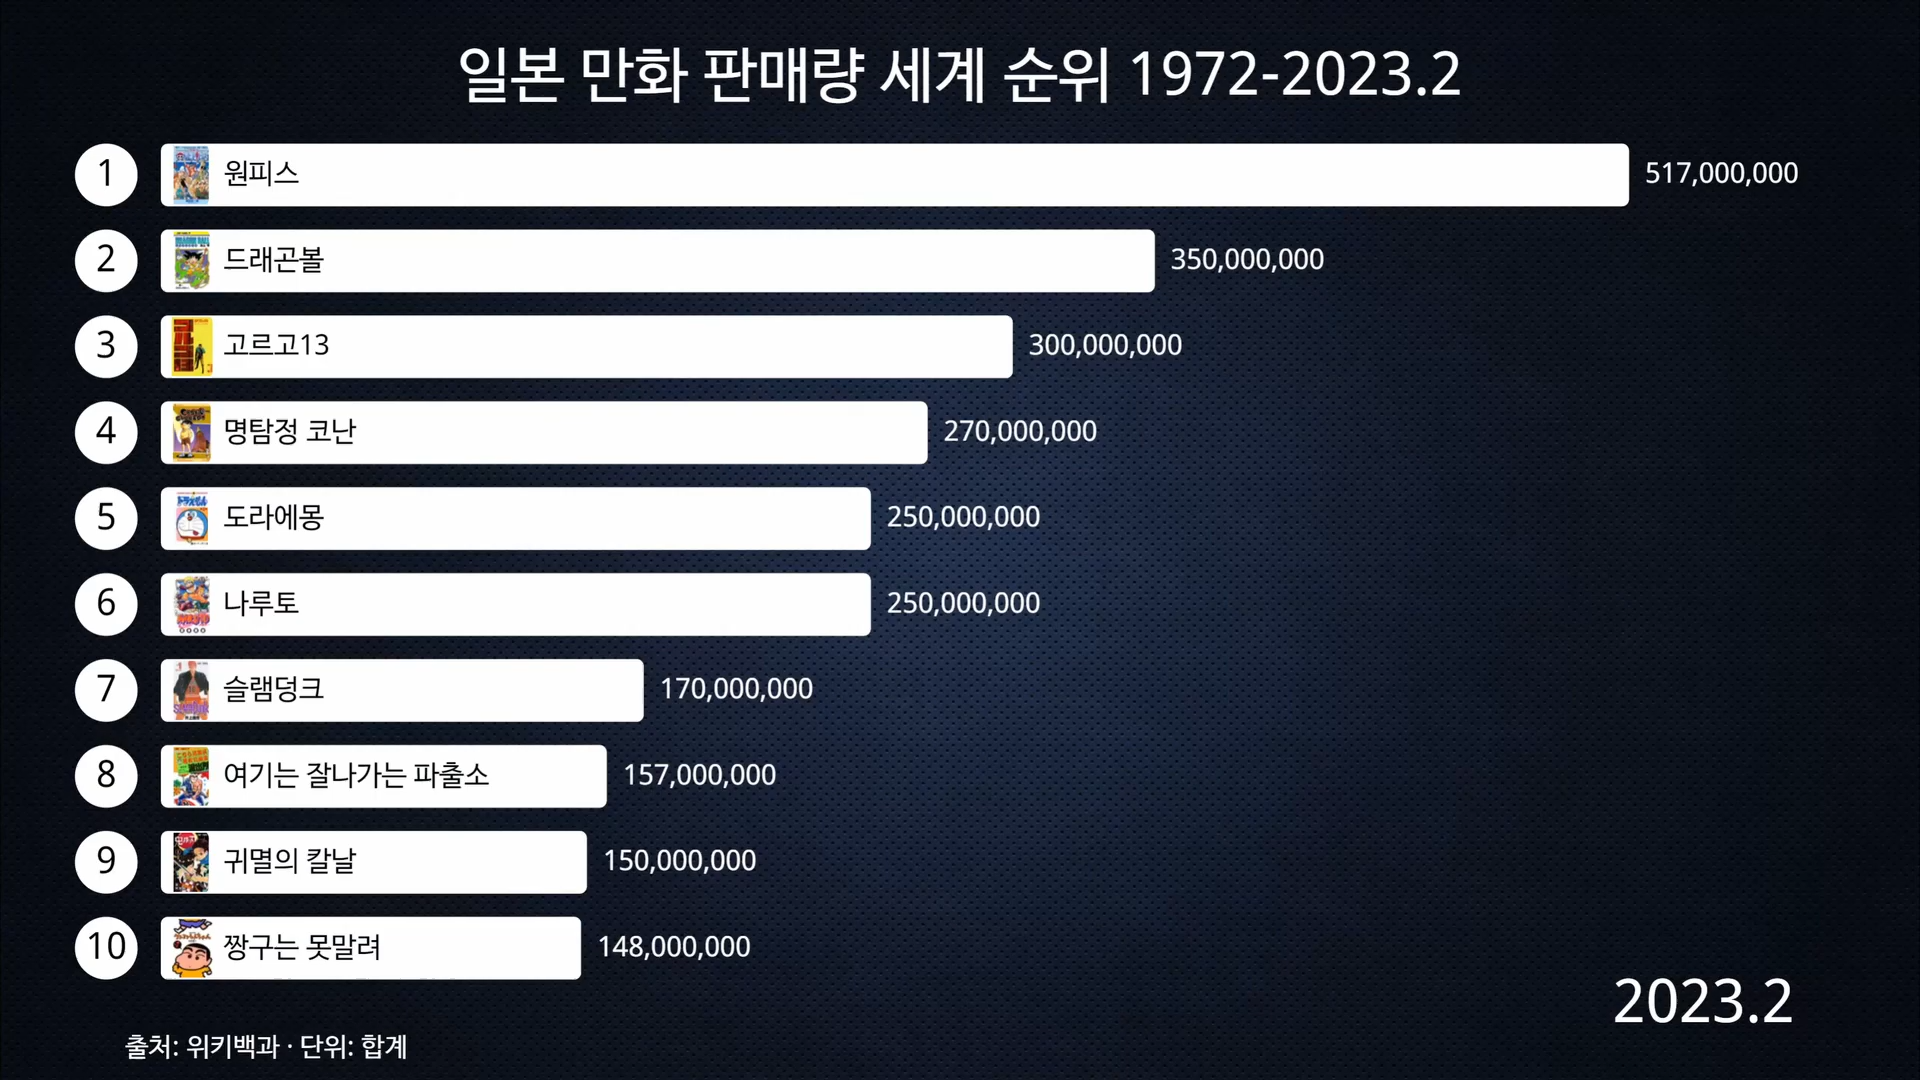 일본 만화 판매량 세계 순위 1972-2023.2
1 원피스 517,000,000
2 드래곤볼 350,000,000
3 고르고13 300,000,000
4 명탐정 코난 270,000,000
5 도라에몽 250,000,000
6 나루토 250,000,000
7 슬램덩크 170,000,000
8 여기는 잘나가는 파출소 157,000,000
9 귀멸의 칼날 150,000,000
10 짱구는 못말려 148,000,000
2023.2
출처: 위키백과 · 단위: 합계